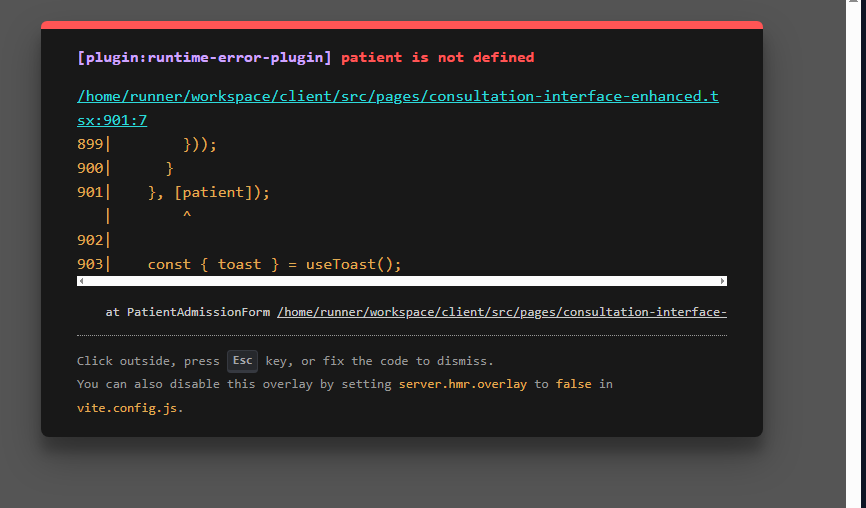 [plugin:runtime-error-plugin] patient is not defined
/home/runner/workspace/client/src/pages/consultation-interface-enhanced.t
sx:901:7
899|        }));
900|      }
901|    }, [patient]);
   |        ^
902|
903|    const { toast } = useToast();
at PatientAdmissionForm /home/runner/workspace/client/src/pages/consultation-interface-
Click outside, press Esc key, or fix the code to dismiss.
You can also disable this overlay by setting server.hmr.overlay to false in
vite.config.js.